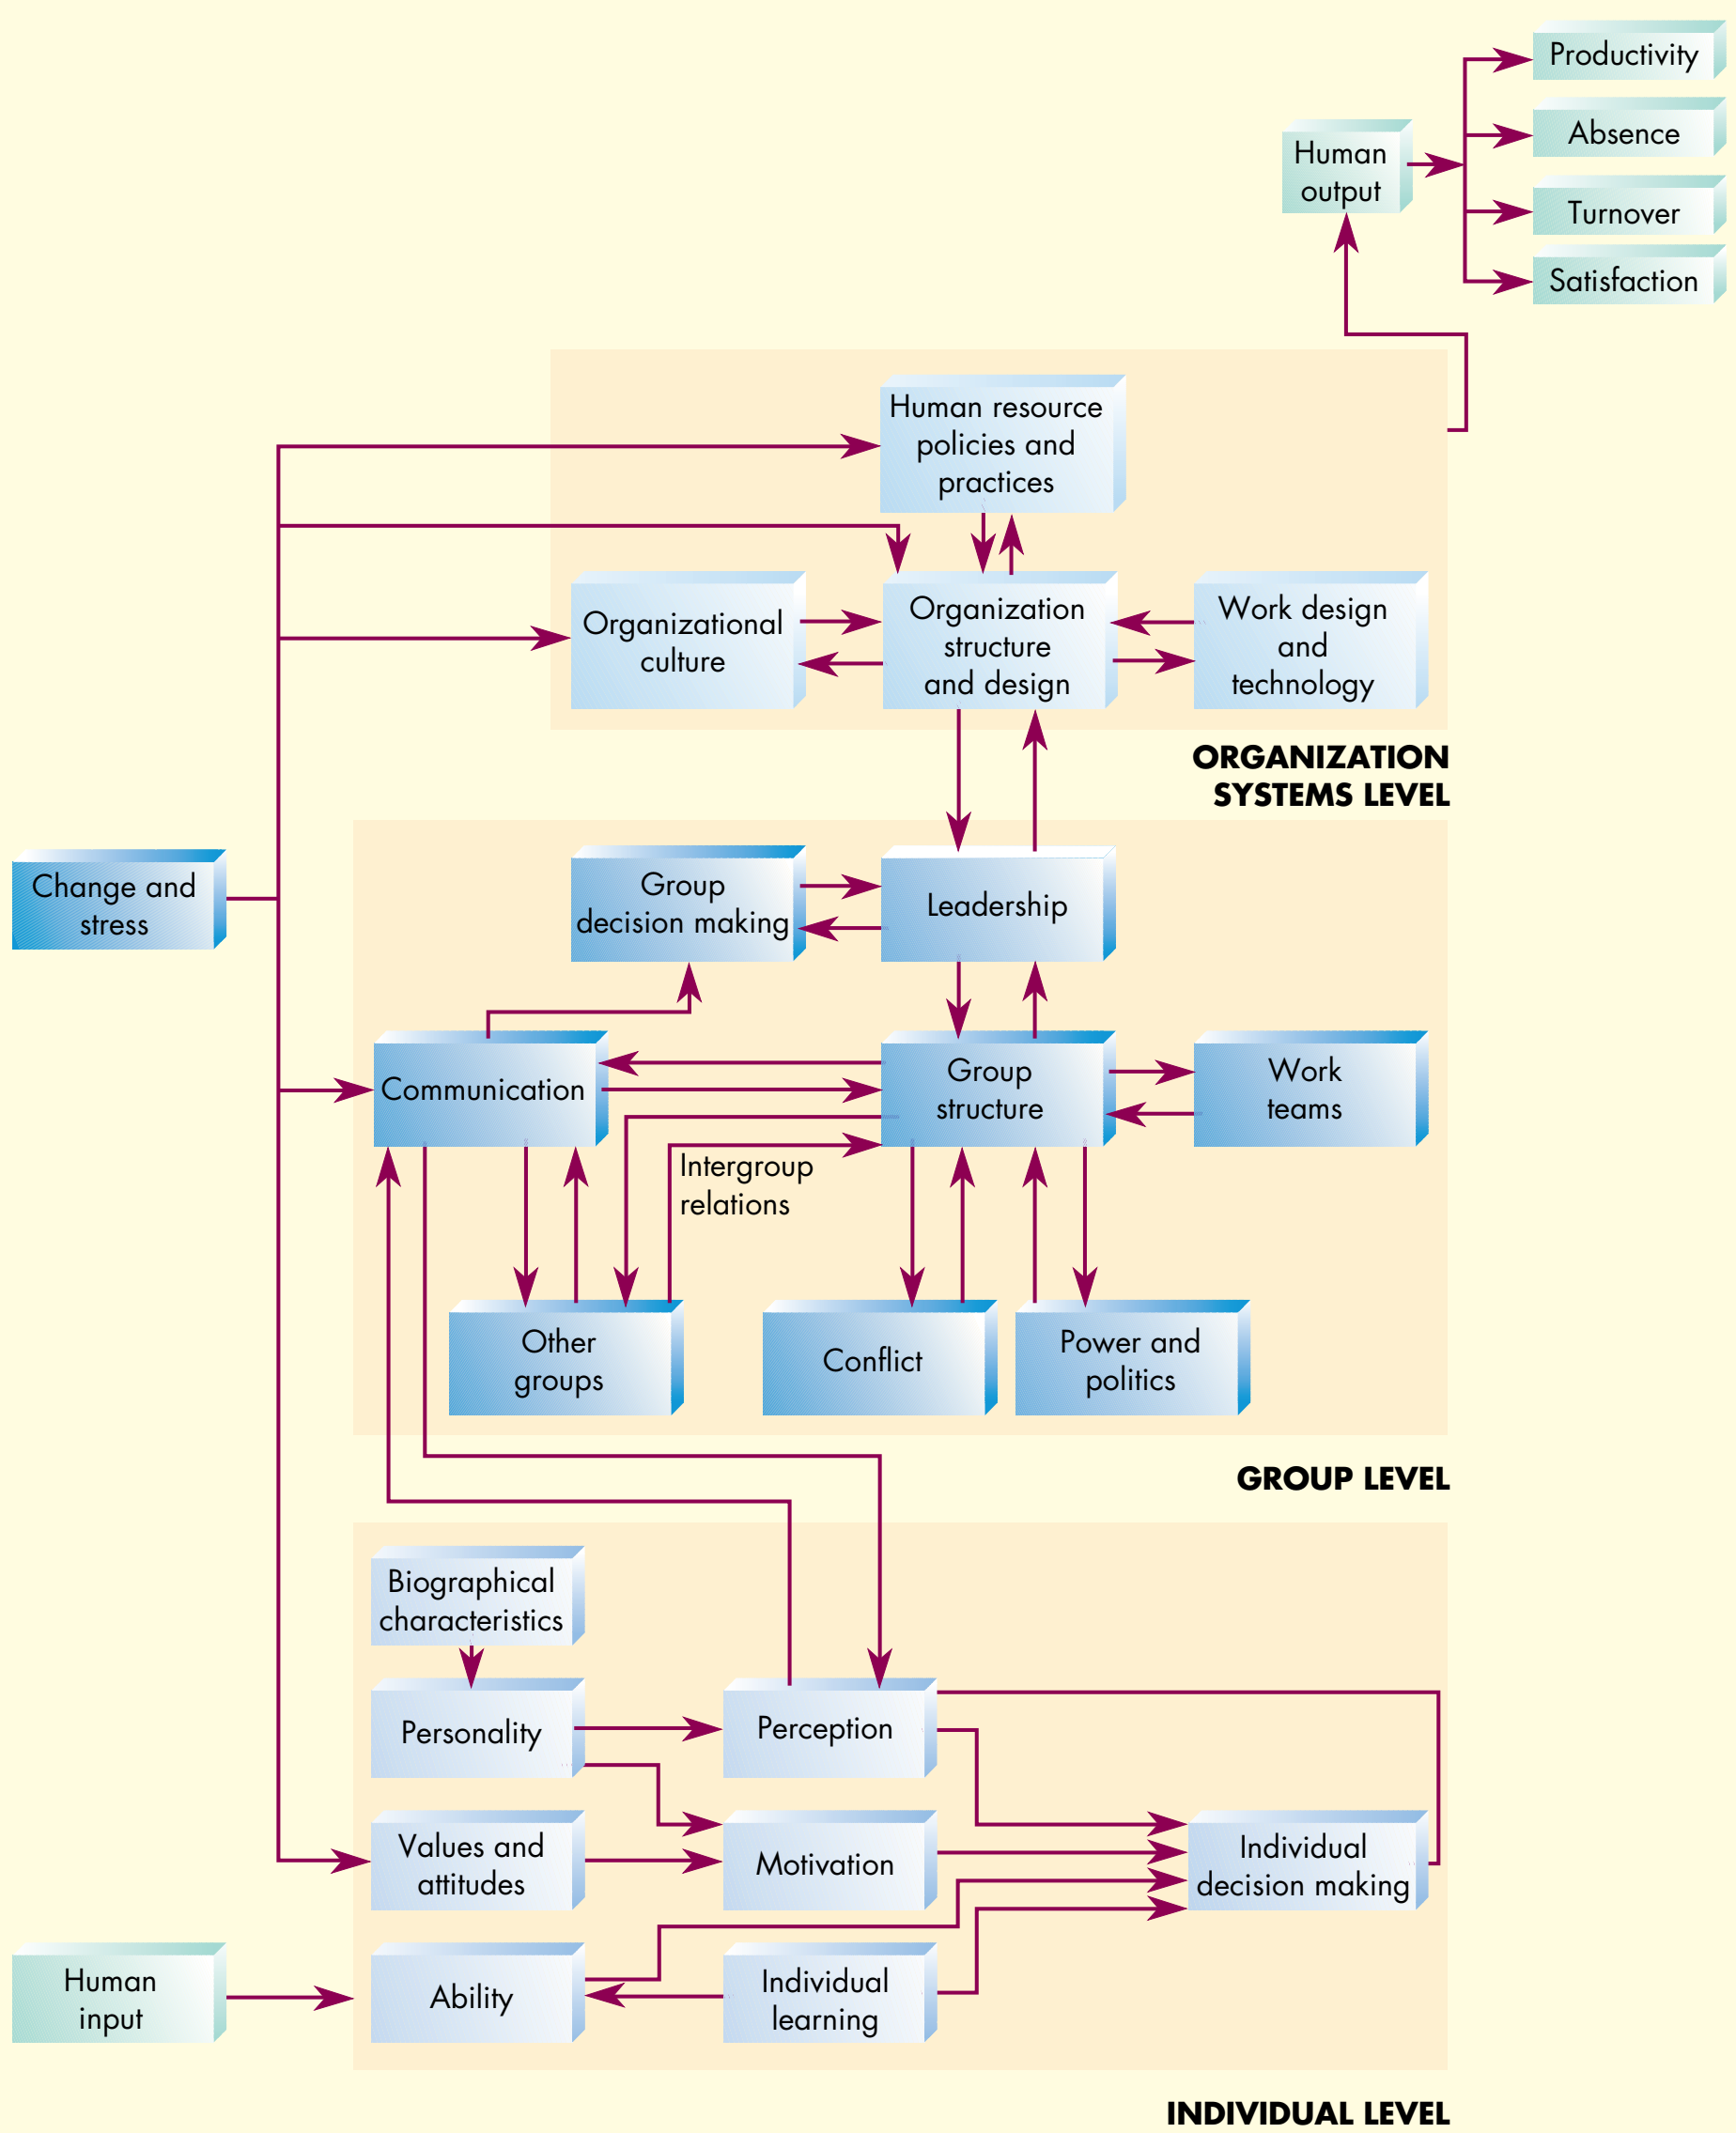 Productivity
Absence
Human
output
Turnover
Satisfaction
Human resource
policies and
practices
Organizational
culture
Organization
structure
and design
Work design
and
technology
ORGANIZATION
SYSTEMS LEVEL
Change and
stress
Group
decision making
Leadership
Communication
Group
structure
Work
teams
Intergroup
relations
Other
groups
Conflict
Power and
politics
GROUP LEVEL
Biographical
characteristics
Personality
Perception
Values and
attitudes
Motivation
Individual
decision making
Human
input
Ability
Individual
learning
INDIVIDUAL LEVEL